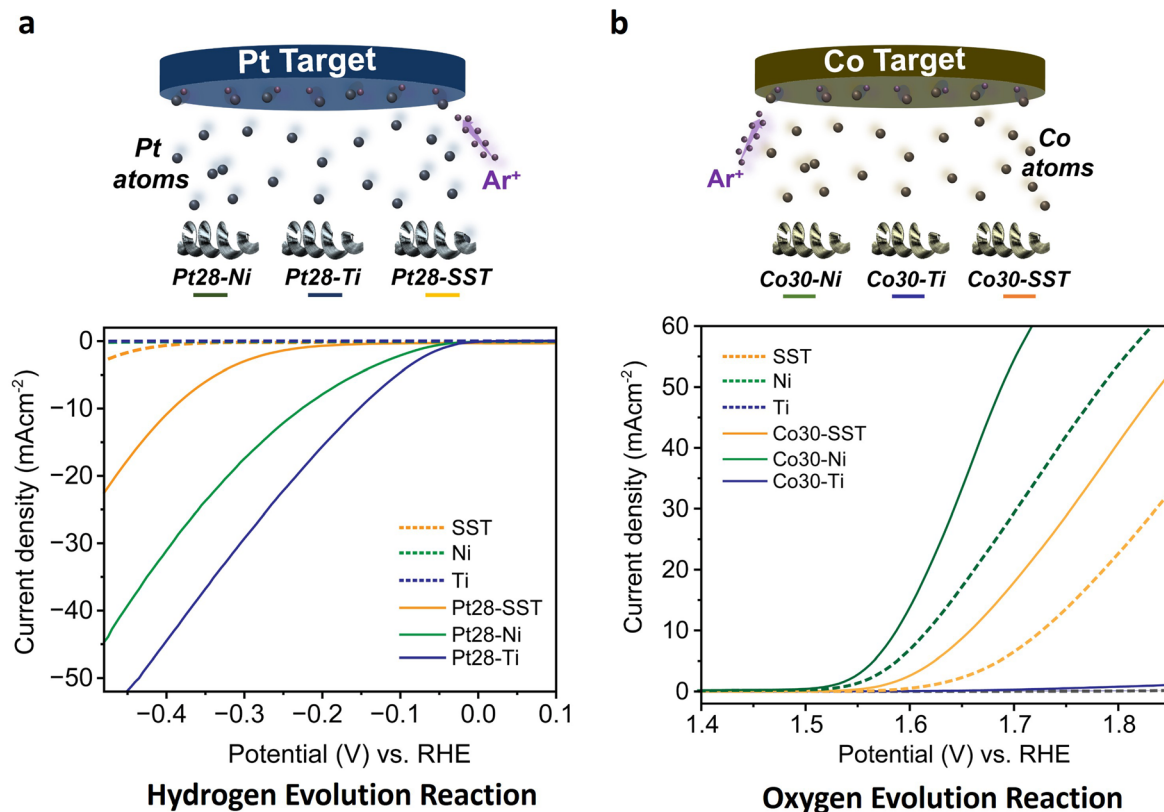 a
Pt Target
Pt
atoms
Ar⁺
Pt28-Ni
Pt28-Ti
Pt28-SST
0
−10
−20
−30
−40
−50
Current density (mAcm⁻²)
SST
Ni
Ti
Pt28-SST
Pt28-Ni
Pt28-Ti
−0.4
−0.3
−0.2
−0.1
0.0
0.1
Potential (V) vs. RHE
Hydrogen Evolution Reaction
b
Co Target
Ar⁺
Co
atoms
Co30-Ni
Co30-Ti
Co30-SST
60
50
40
30
20
10
0
Current density (mAcm⁻²)
SST
Ni
Ti
Co30-SST
Co30-Ni
Co30-Ti
1.4
1.5
1.6
1.7
1.8
Potential (V) vs. RHE
Oxygen Evolution Reaction